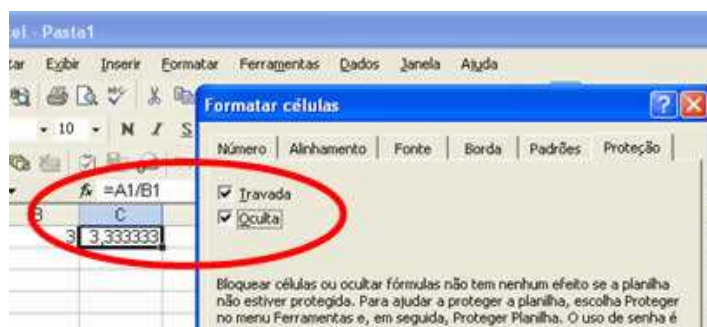 el - Pasta1
tar Exibir Inserir Formatar Ferramentas Dados Janela Ajuda
10 N I S
Formatar células
Número Alinhamento Fonte Borda Padrões Proteção
fx =A1/B1
Travada
B C
Oculta
3 3,333333
Bloquear células ou ocultar fórmulas não tem nenhum efeito se a planilha
não estiver protegida. Para ajudar a proteger a planilha, escolha Proteger
no menu Ferramentas e, em seguida, Proteger Planilha. O uso de senha é